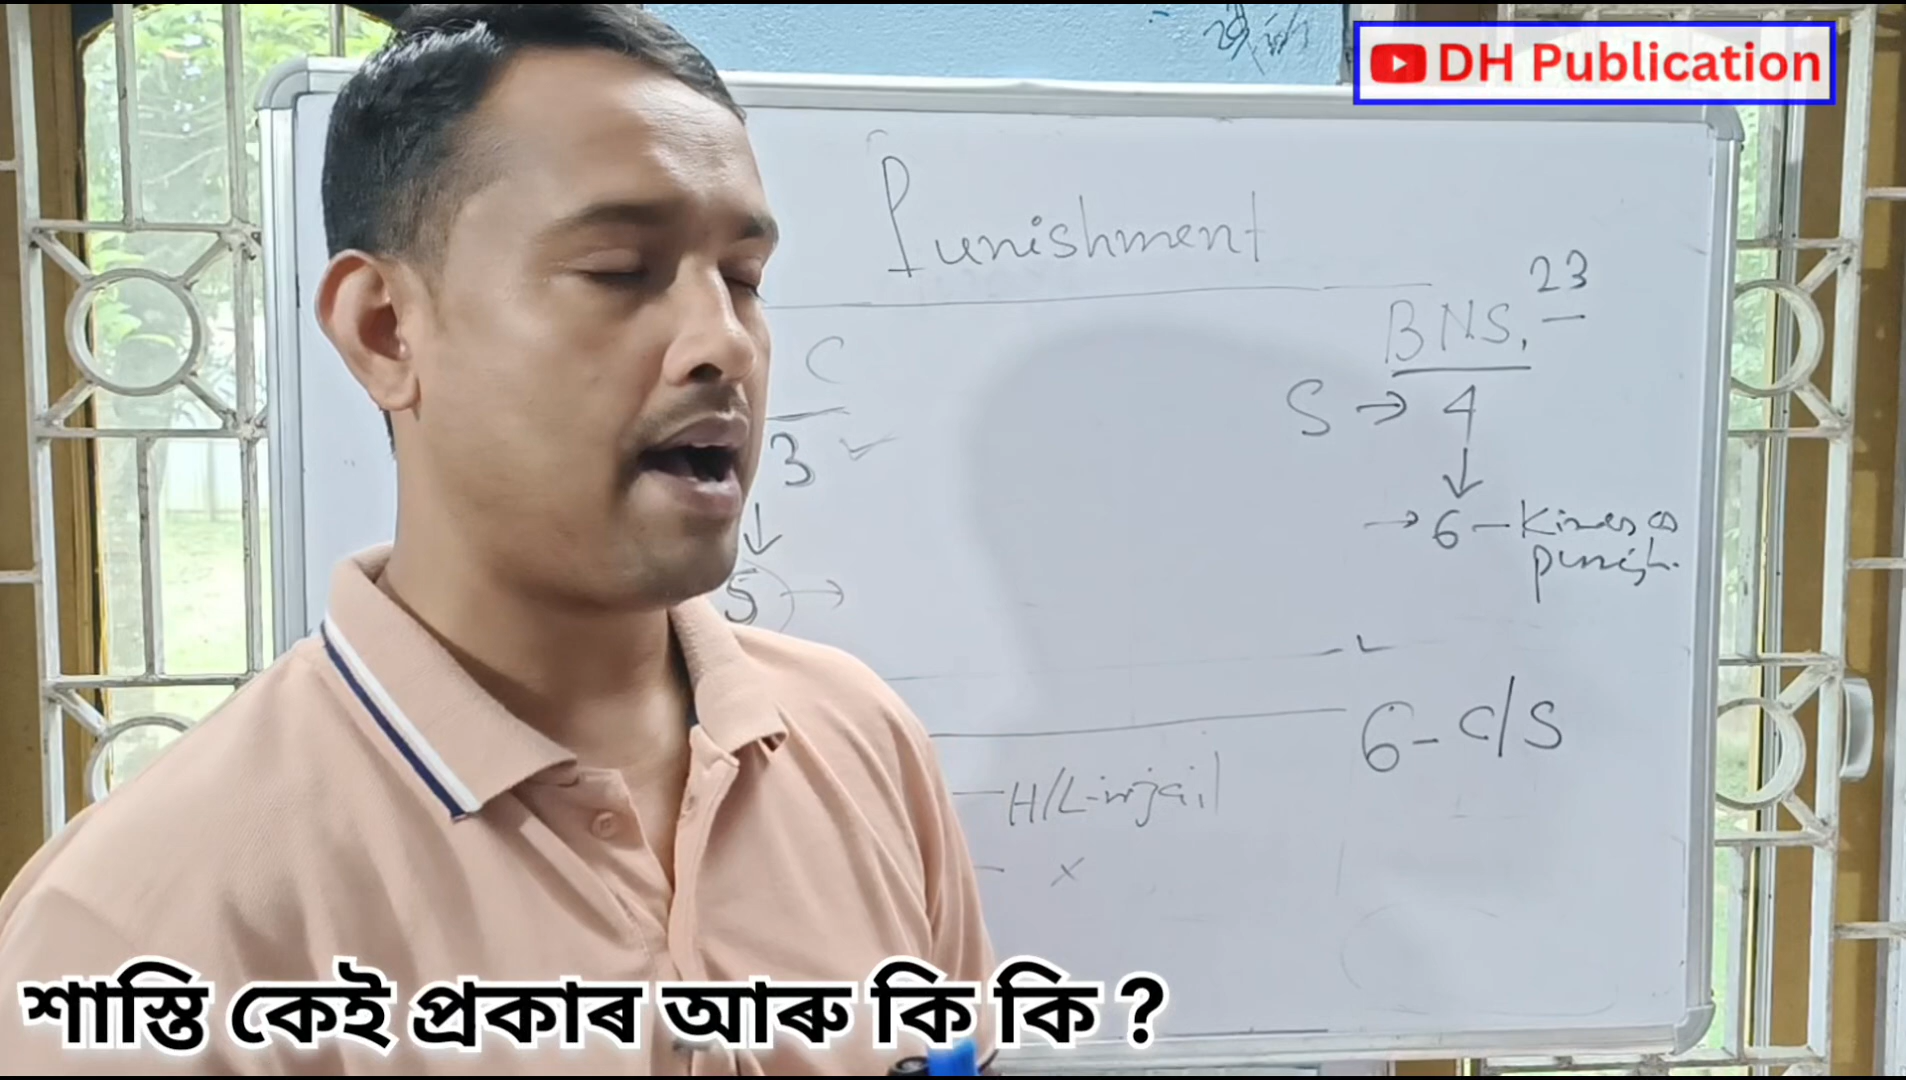 DH Publication
Punishment
23
BNS,
C
S → 4
3 ✓
→ 6 — Kinds of
punish.
5 →
6 - C/S
— H/L - in jail
— x
শাস্তি কেই প্ৰকাৰ আৰু কি কি ?